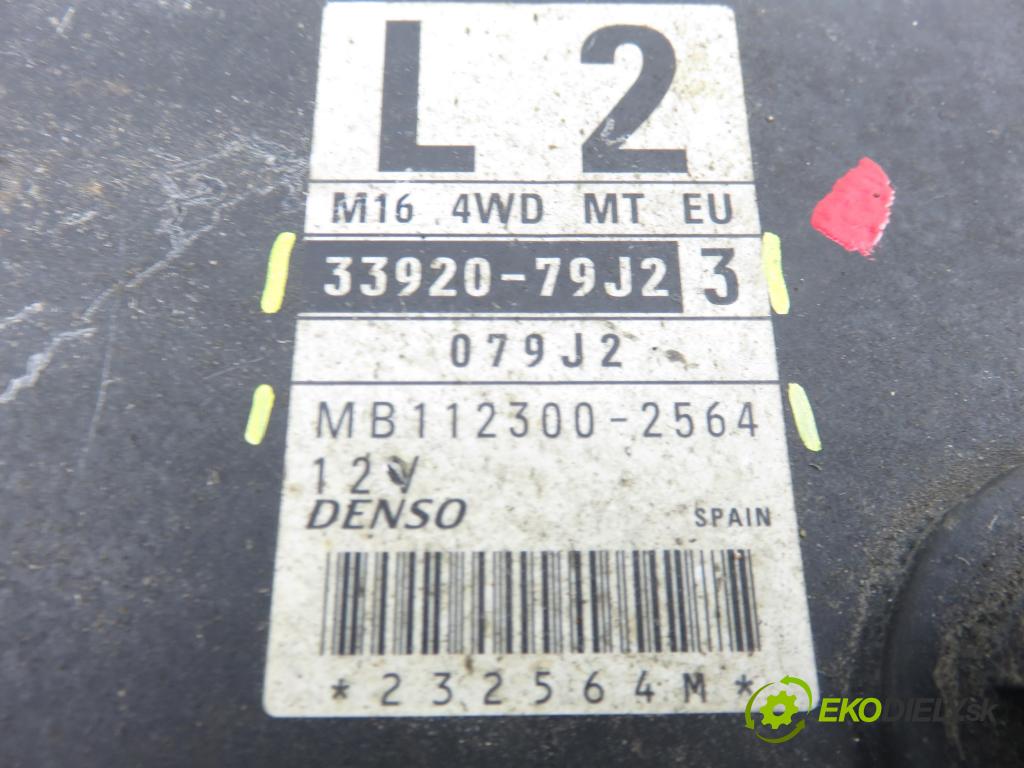 L 2
M16 4WD MT EU
33920-79J2 3
079J2
MB112300-2564
12V
DENSO SPAIN
*232564M*
EKODIELY.sk